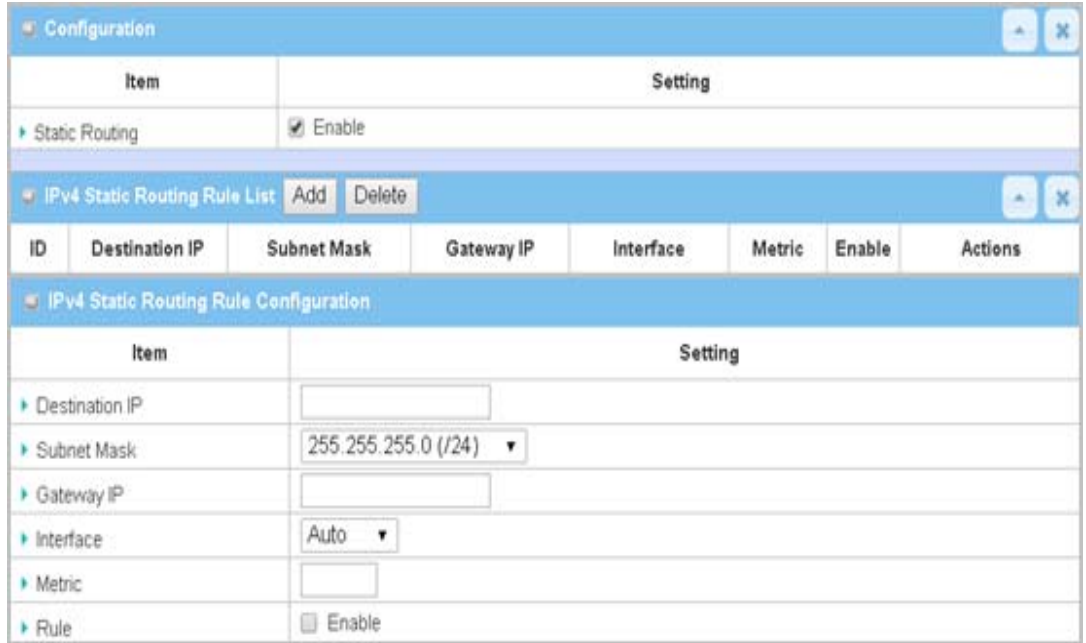 Configuration
Item Setting
Static Routing Enable
IPv4 Static Routing Rule List Add Delete
ID Destination IP Subnet Mask Gateway IP Interface Metric Enable Actions
IPv4 Static Routing Rule Configuration
Item Setting
Destination IP
Subnet Mask 255.255.255.0 (/24)
Gateway IP
Interface Auto
Metric
Rule Enable